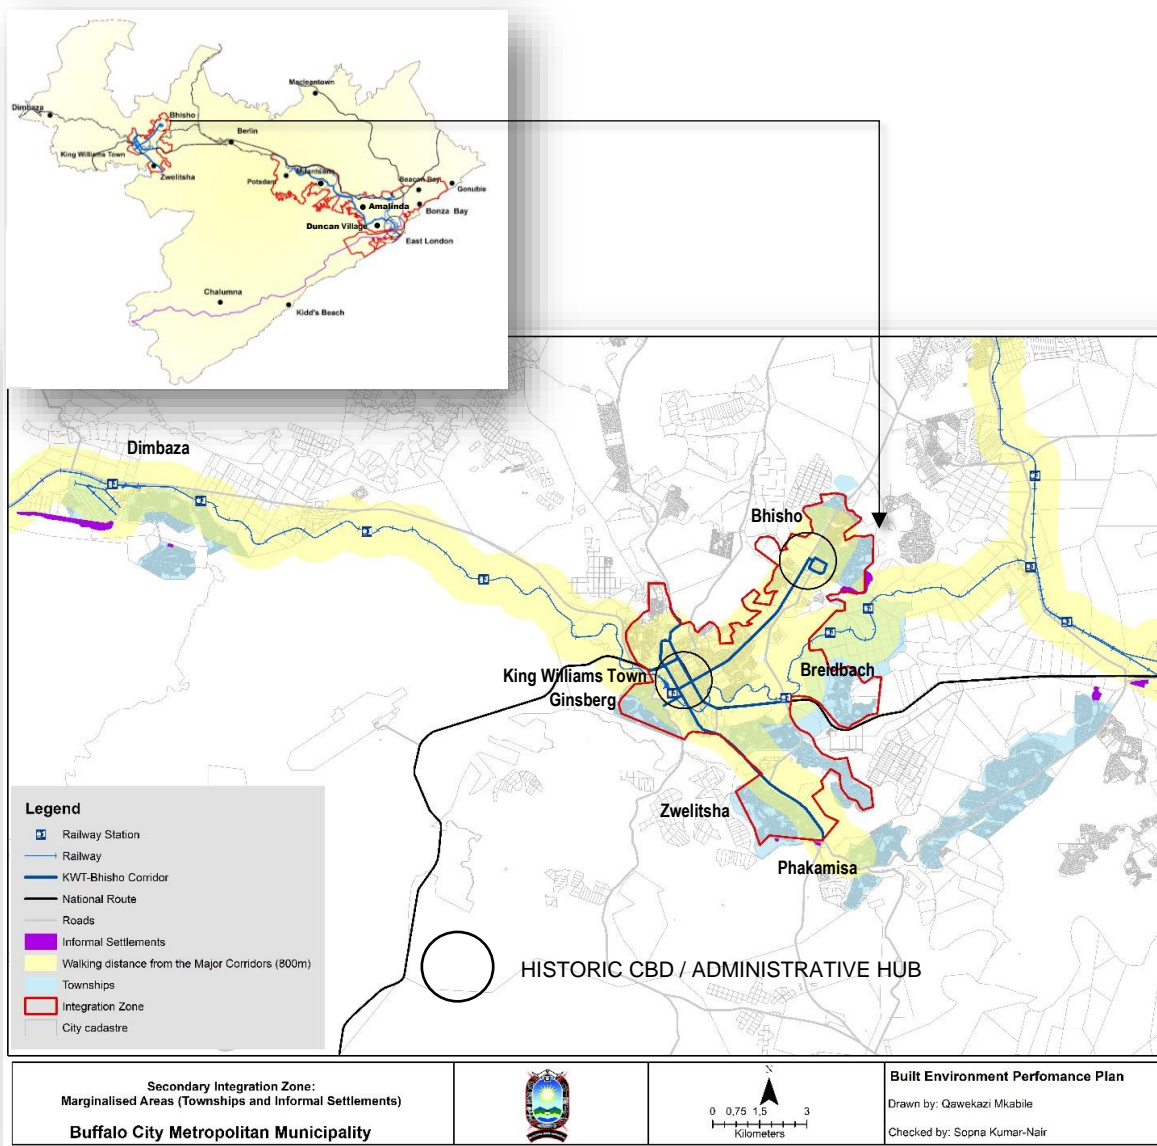 Macleantown
Dimbaza
Bhisho
Berlin
King Williams Town
Zwelitsha
Potsdam
Mdantsane
Beacon Bay
Gonubie
Amalinda
Bonza Bay
Duncan Village
East London
Chalumna
Kidd's Beach
Dimbaza
Bhisho
King Williams Town
Ginsberg
Breidbach
Zwelitsha
Phakamisa
Legend
Railway Station
Railway
KWT-Bhisho Corridor
National Route
Roads
Informal Settlements
Walking distance from the Major Corridors (800m)
Townships
Integration Zone
City cadastre
HISTORIC CBD / ADMINISTRATIVE HUB
Secondary Integration Zone:
Marginalised Areas (Townships and Informal Settlements)
Buffalo City Metropolitan Municipality
N
0 0,75 1,5 3
Kilometers
Built Environment Perfomance Plan
Drawn by: Qawekazi Mkabile
Checked by: Sopna Kumar-Nair